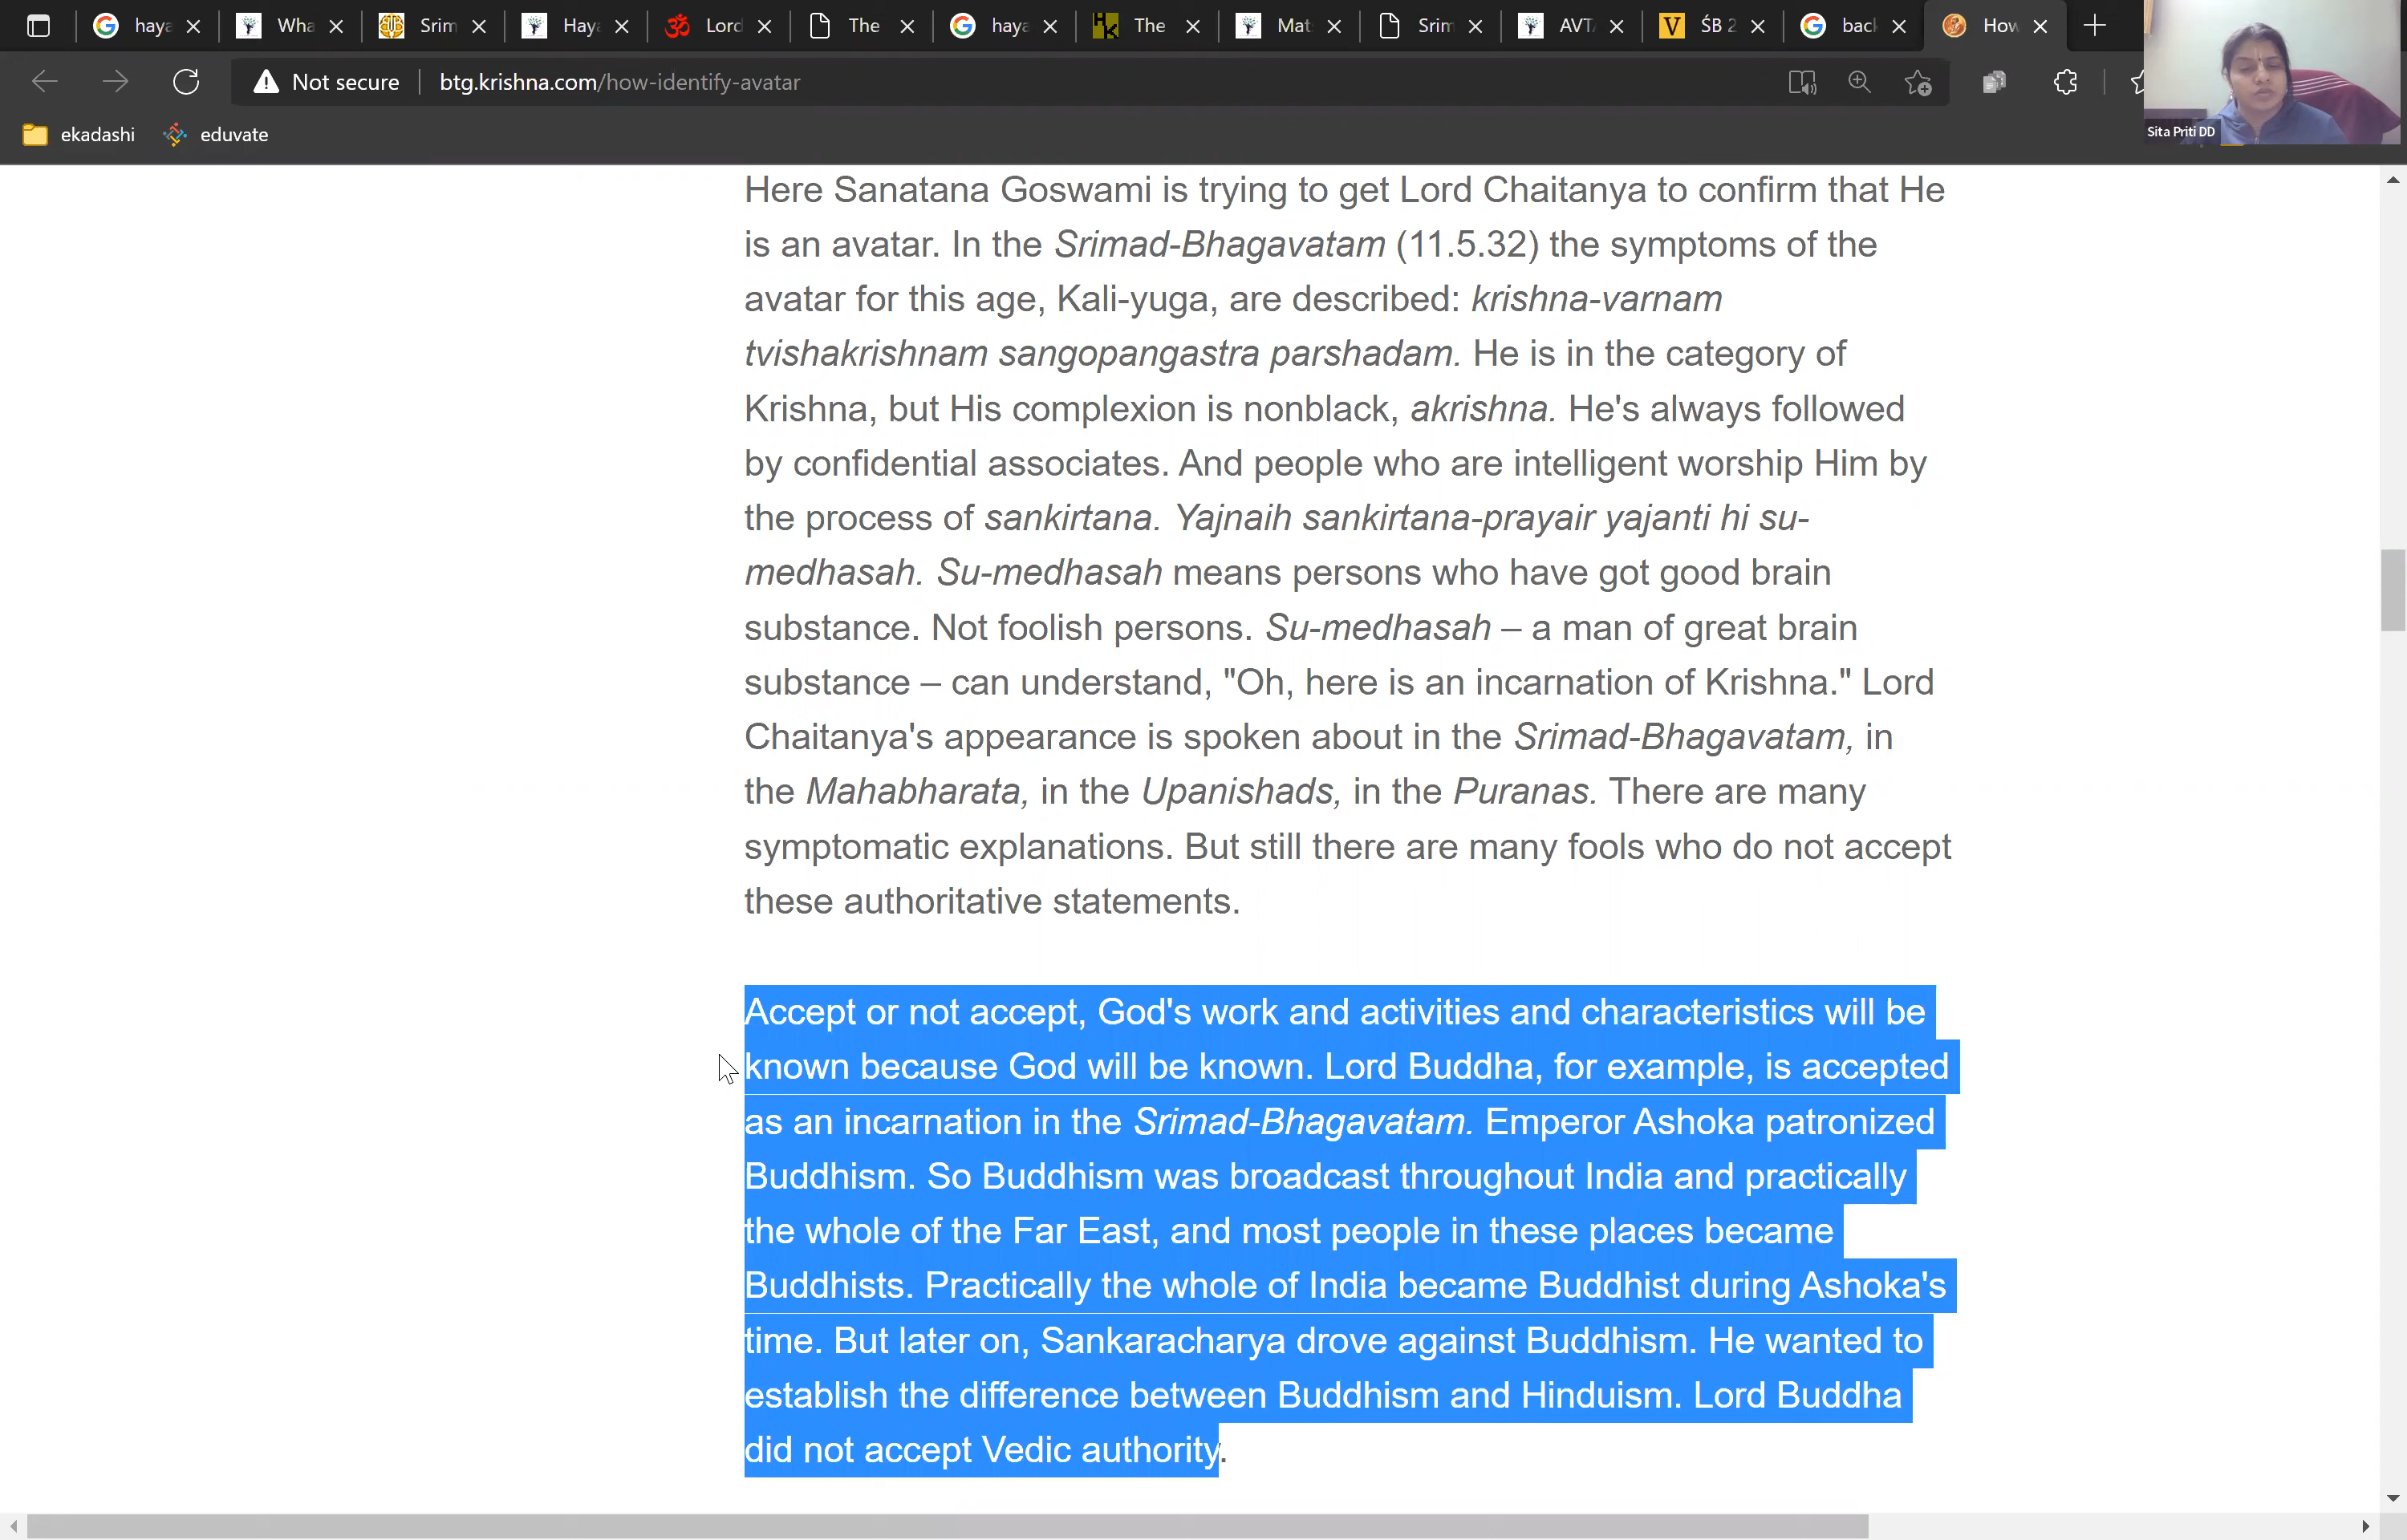 haya
Wha
Srim
Haya
Lord
The
haya
The
Mat
Srim
AVTA
ŚB 2
back
How
Not secure
btg.krishna.com/how-identify-avatar
ekadashi
eduvate
Sita Priti DD
Here Sanatana Goswami is trying to get Lord Chaitanya to confirm that He
is an avatar. In the Srimad-Bhagavatam (11.5.32) the symptoms of the
avatar for this age, Kali-yuga, are described: krishna-varnam
tvishakrishnam sangopangastra parshadam. He is in the category of
Krishna, but His complexion is nonblack, akrishna. He's always followed
by confidential associates. And people who are intelligent worship Him by
the process of sankirtana. Yajnaih sankirtana-prayair yajanti hi su-
medhasah. Su-medhasah means persons who have got good brain
substance. Not foolish persons. Su-medhasah – a man of great brain
substance – can understand, "Oh, here is an incarnation of Krishna." Lord
Chaitanya's appearance is spoken about in the Srimad-Bhagavatam, in
the Mahabharata, in the Upanishads, in the Puranas. There are many
symptomatic explanations. But still there are many fools who do not accept
these authoritative statements.
Accept or not accept, God's work and activities and characteristics will be
known because God will be known. Lord Buddha, for example, is accepted
as an incarnation in the Srimad-Bhagavatam. Emperor Ashoka patronized
Buddhism. So Buddhism was broadcast throughout India and practically
the whole of the Far East, and most people in these places became
Buddhists. Practically the whole of India became Buddhist during Ashoka's
time. But later on, Sankaracharya drove against Buddhism. He wanted to
establish the difference between Buddhism and Hinduism. Lord Buddha
did not accept Vedic authority.